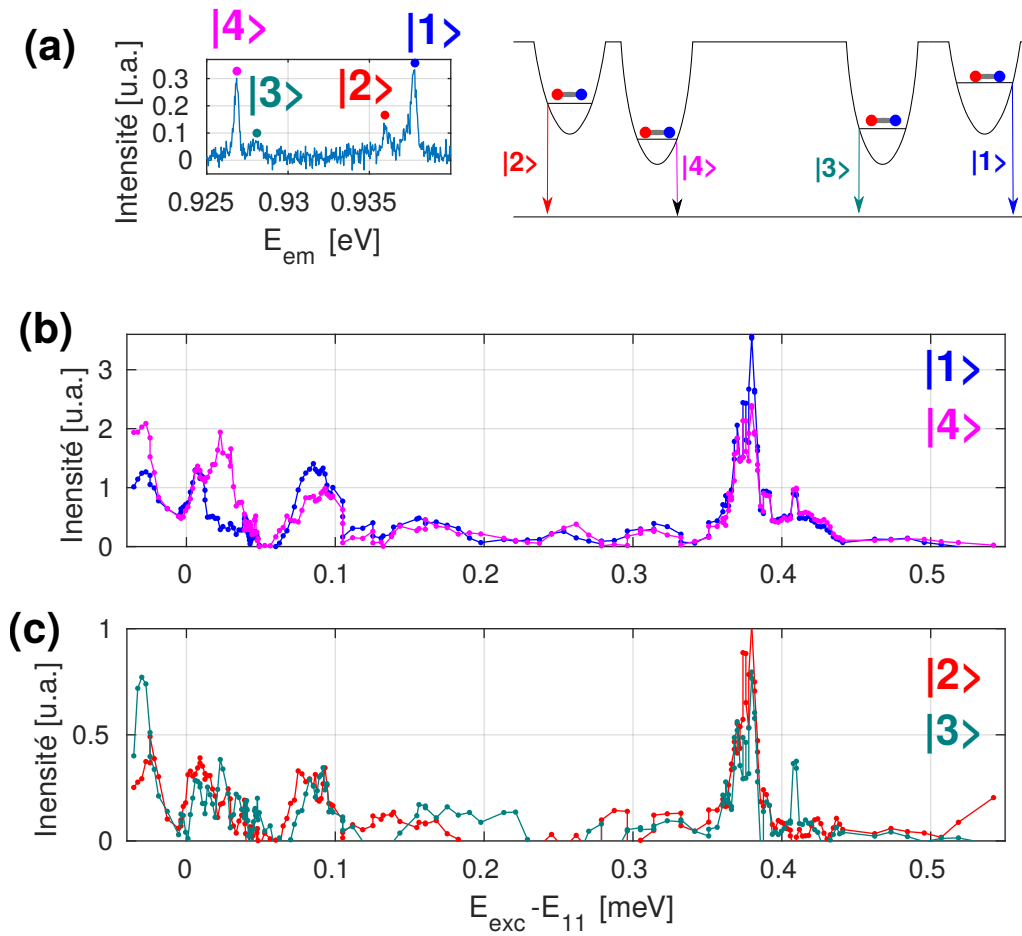 (a)
|4> |3> |2> |1>
Intensité [u.a.]
0.3
0.2
0.1
0
0.925 0.93 0.935
E_em [eV]
|2> |4> |3> |1>
(b)
Inensité [u.a.]
3
2
1
0
0 0.1 0.2 0.3 0.4 0.5
|1>
|4>
(c)
Inensité [u.a.]
1
0.5
0
0 0.1 0.2 0.3 0.4 0.5
|2>
|3>
E_exc -E_11 [meV]